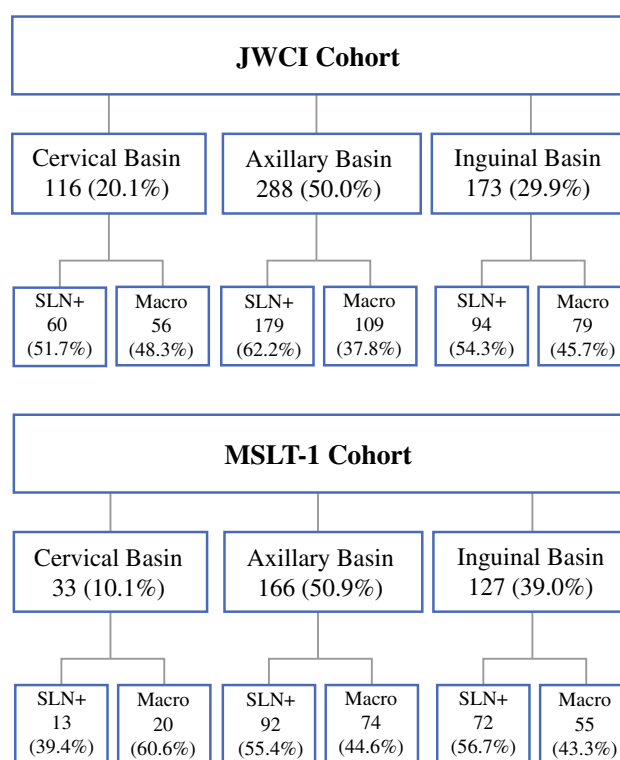 JWCI Cohort
Cervical Basin
116 (20.1%)
Axillary Basin
288 (50.0%)
Inguinal Basin
173 (29.9%)
SLN+
60
(51.7%)
Macro
56
(48.3%)
SLN+
179
(62.2%)
Macro
109
(37.8%)
SLN+
94
(54.3%)
Macro
79
(45.7%)
MSLT-1 Cohort
Cervical Basin
33 (10.1%)
Axillary Basin
166 (50.9%)
Inguinal Basin
127 (39.0%)
SLN+
13
(39.4%)
Macro
20
(60.6%)
SLN+
92
(55.4%)
Macro
74
(44.6%)
SLN+
72
(56.7%)
Macro
55
(43.3%)